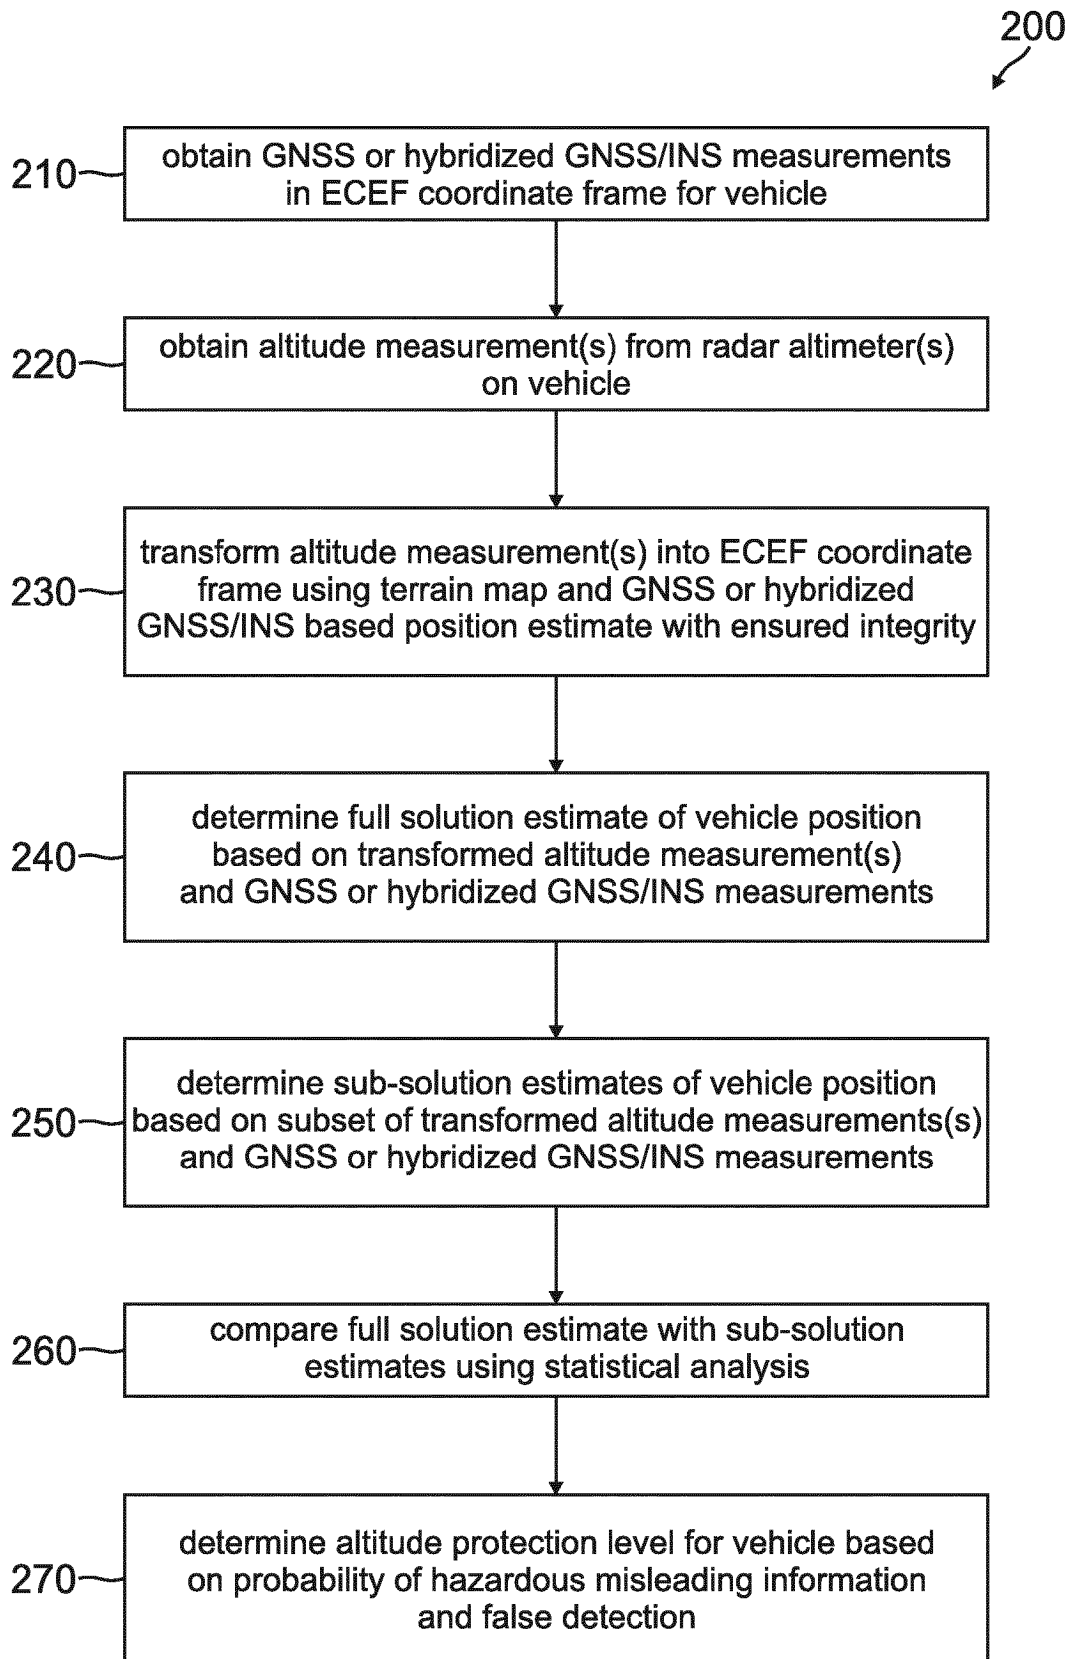 200
210
obtain GNSS or hybridized GNSS/INS measurements
in ECEF coordinate frame for vehicle
220
obtain altitude measurement(s) from radar altimeter(s)
on vehicle
230
transform altitude measurement(s) into ECEF coordinate
frame using terrain map and GNSS or hybridized
GNSS/INS based position estimate with ensured integrity
240
determine full solution estimate of vehicle position
based on transformed altitude measurement(s)
and GNSS or hybridized GNSS/INS measurements
250
determine sub-solution estimates of vehicle position
based on subset of transformed altitude measurements(s)
and GNSS or hybridized GNSS/INS measurements
260
compare full solution estimate with sub-solution
estimates using statistical analysis
270
determine altitude protection level for vehicle based
on probability of hazardous misleading information
and false detection